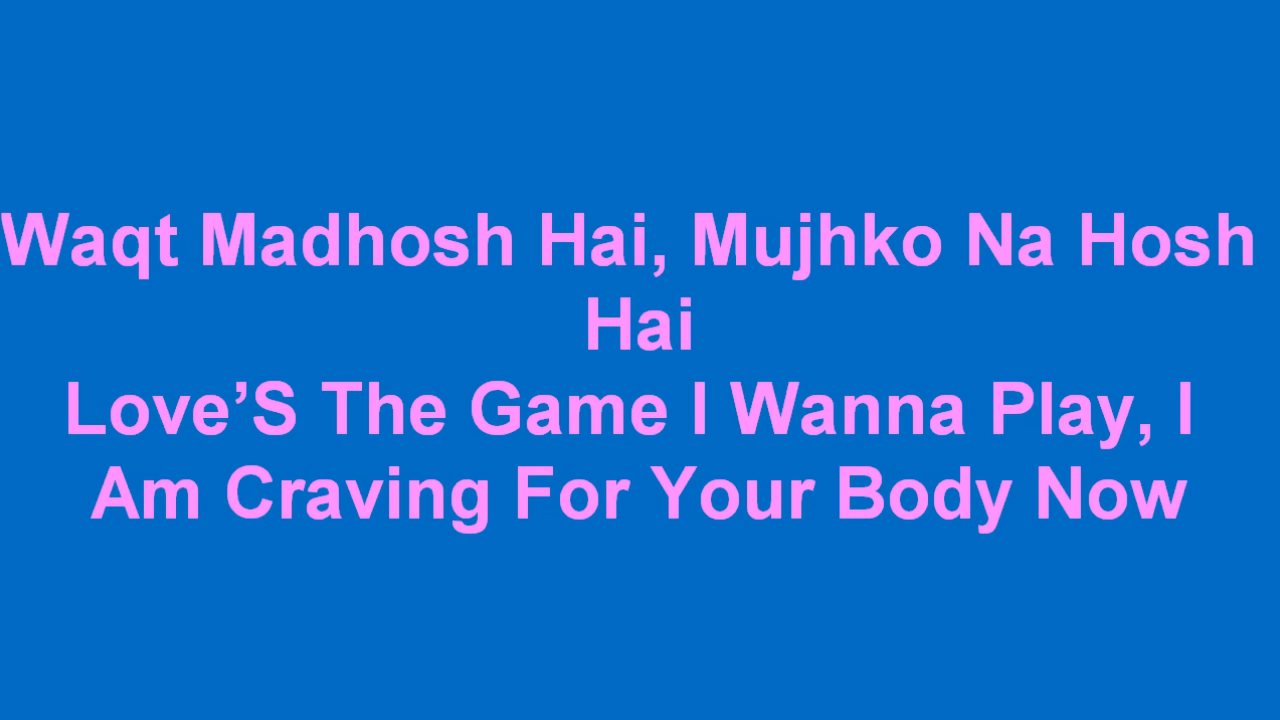 Waqt Madhosh Hai, Mujhko Na Hosh
Hai
Love’S The Game I Wanna Play, I
Am Craving For Your Body Now